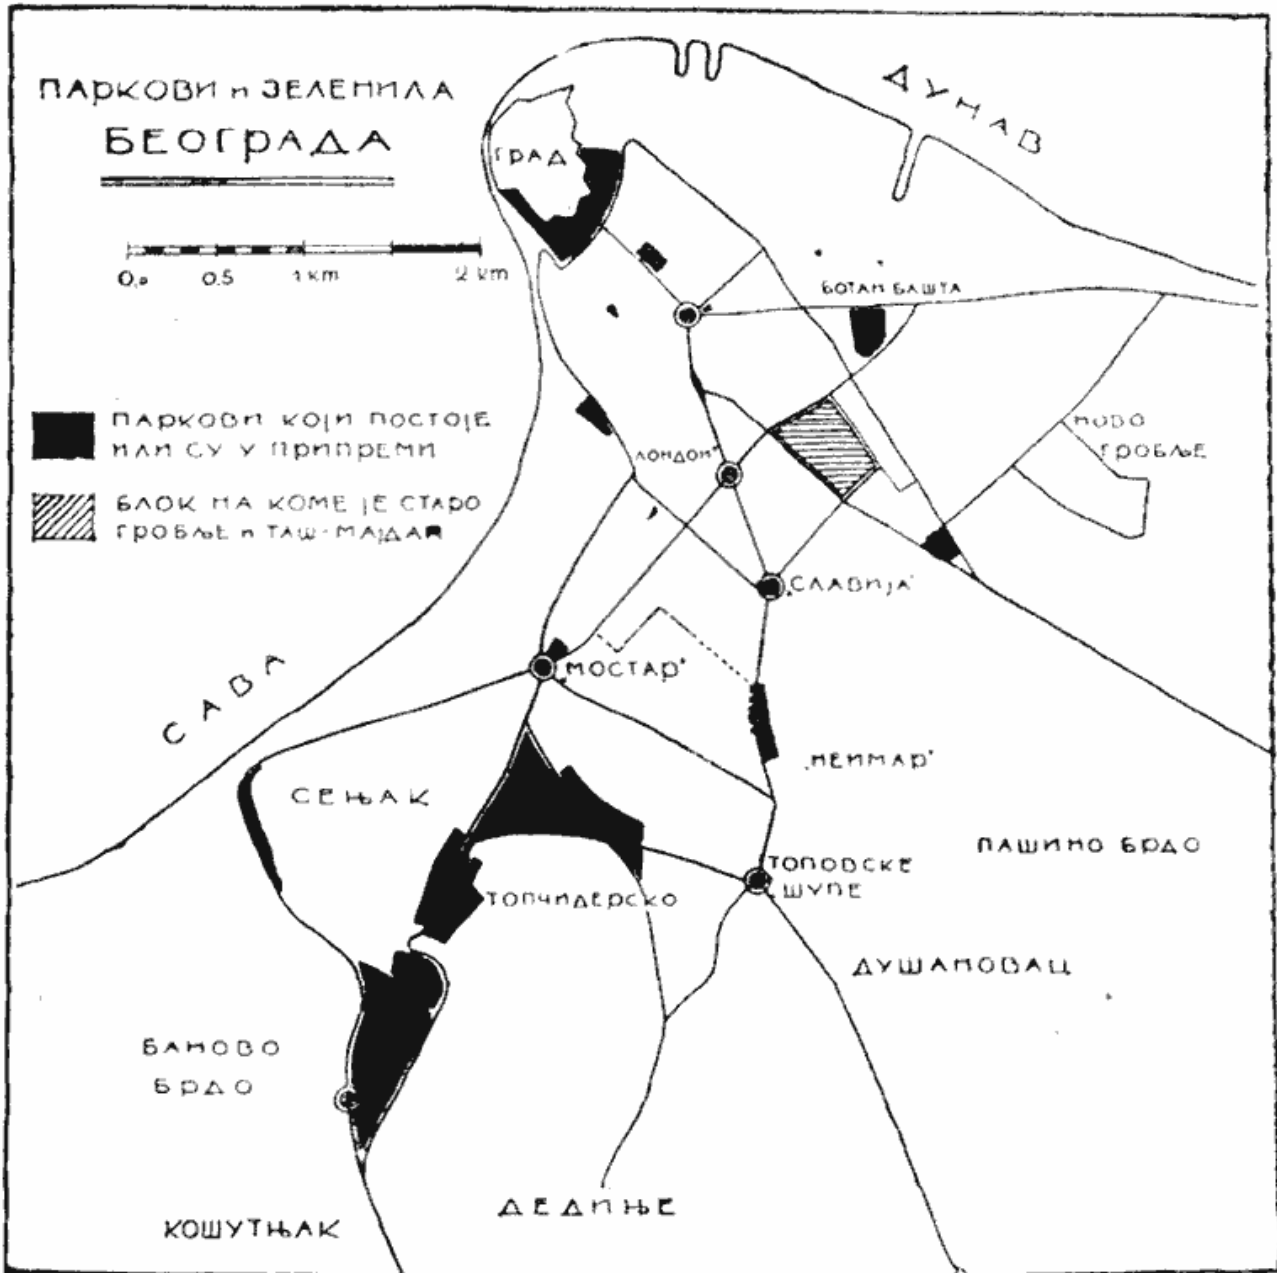 ПАРКОВИ и ЗЕЛЕНИЛА
БЕОГРАДА
0,0 0.5 1 km 2 km
ПАРКОВИ КОЈИ ПОСТОЈЕ
ИЛИ СУ У ПРИПРЕМИ
БЛОК НА КОМЕ ЈЕ СТАРО
ГРОБЉЕ и ТАШ-МАЈДАН
ДУНАВ
ГРАД
БОТАН БАШТА
НОВО
ГРОБЉЕ
ЛОНДОН"
„СЛАВИЈА"
„МОСТАР"
САВА
„НЕИМАР"
СЕЊАК
ПАШИНО БРДО
ТОПОВСКЕ
ШУПЕ
ТОПЧИДЕРСКО
ДУШАНОВАЦ
БАНОВО
БРДО
ДЕДИЊЕ
КОШУТЊАК